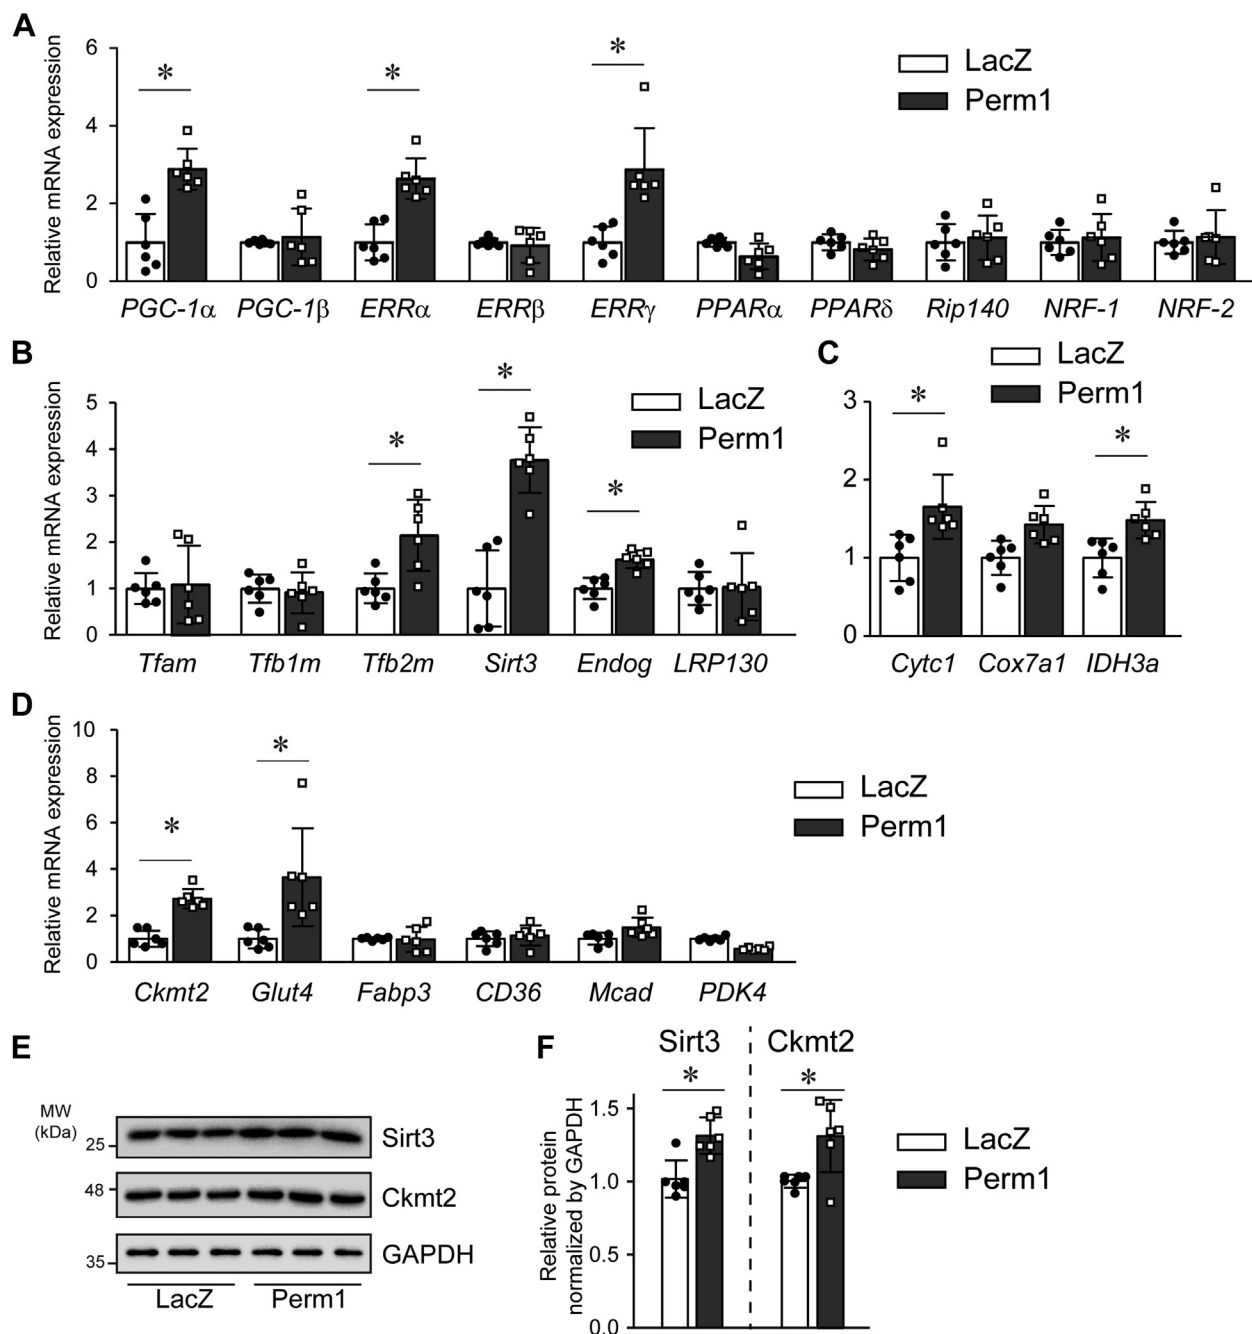 A
Relative mRNA expression
6
4
2
0
*
*
*
LacZ
Perm1
PGC-1α PGC-1β ERRα ERRβ ERRγ PPARα PPARδ Rip140 NRF-1 NRF-2
B
Relative mRNA expression
5
4
3
2
1
0
*
*
*
LacZ
Perm1
Tfam Tfb1m Tfb2m Sirt3 Endog LRP130
C
LacZ
Perm1
3
2
1
0
*
*
Cytc1 Cox7a1 IDH3a
D
Relative mRNA expression
10
8
6
4
2
0
*
*
LacZ
Perm1
Ckmt2 Glut4 Fabp3 CD36 Mcad PDK4
E
MW
(kDa)
25
Sirt3
48
Ckmt2
35
GAPDH
LacZ Perm1
F
Sirt3 Ckmt2
*
*
Relative protein
normalized by GAPDH
1.5
1.0
0.5
0.0
LacZ
Perm1